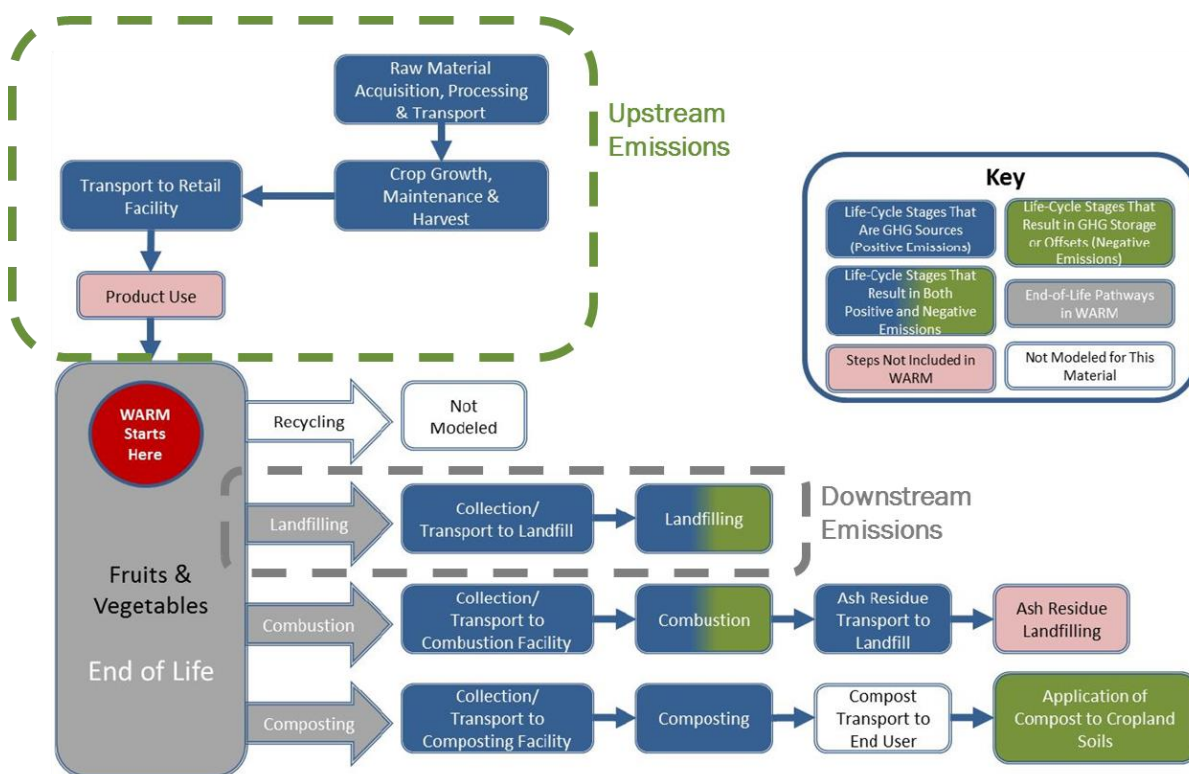 Raw Material
Acquisition, Processing
& Transport
Upstream
Emissions
Transport to Retail
Facility
Crop Growth,
Maintenance &
Harvest
Product Use
Key
Life-Cycle Stages That
Are GHG Sources
(Positive Emissions)
Life-Cycle Stages That
Result in GHG Storage
or Offsets (Negative
Emissions)
Life-Cycle Stages That
Result in Both
Positive and Negative
Emissions
End-of-Life Pathways
in WARM
Steps Not Included in
WARM
Not Modeled for This
Material
WARM
Starts
Here
Fruits &
Vegetables
End of Life
Recycling
Not
Modeled
Landfilling
Collection/
Transport to Landfill
Landfilling
Downstream
Emissions
Combustion
Collection/
Transport to
Combustion Facility
Combustion
Ash Residue
Transport to
Landfill
Ash Residue
Landfilling
Composting
Collection/
Transport to
Composting Facility
Composting
Compost
Transport to
End User
Application of
Compost to Cropland
Soils